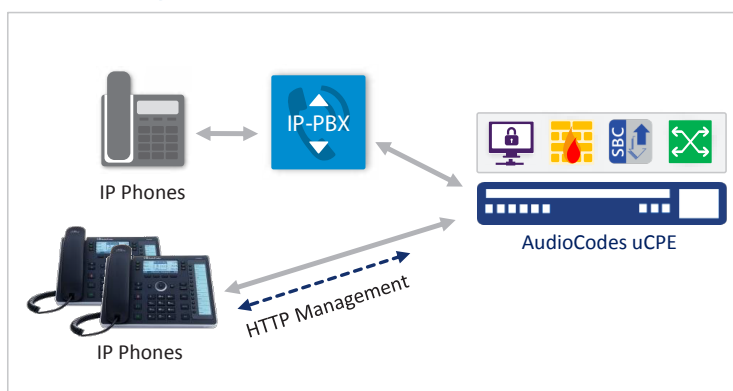 IP-PBX
SBC
IP Phones
AudioCodes uCPE
HTTP Management
IP Phones